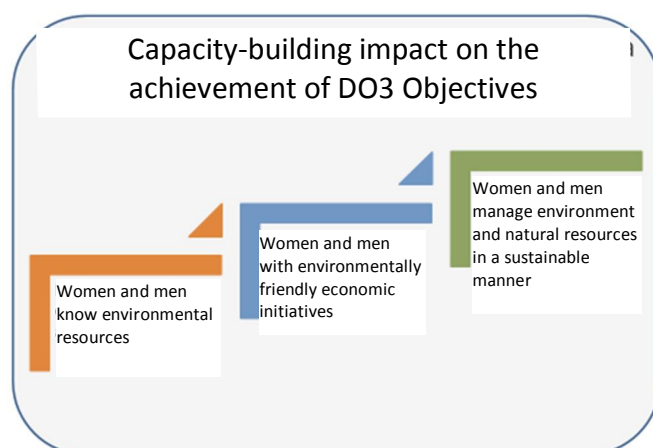 Capacity-building impact on the
achievement of DO3 Objectives
Women and men
know environmental
resources
Women and men
with environmentally
friendly economic
initiatives
Women and men
manage environment
and natural resources
in a sustainable
manner